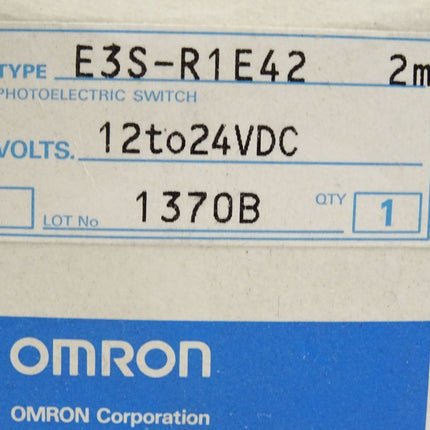 TYPE E3S-R1E42 2m
PHOTOELECTRIC SWITCH
VOLTS. 12to24VDC
LOT No 1370B QTY 1
OMRON
OMRON Corporation